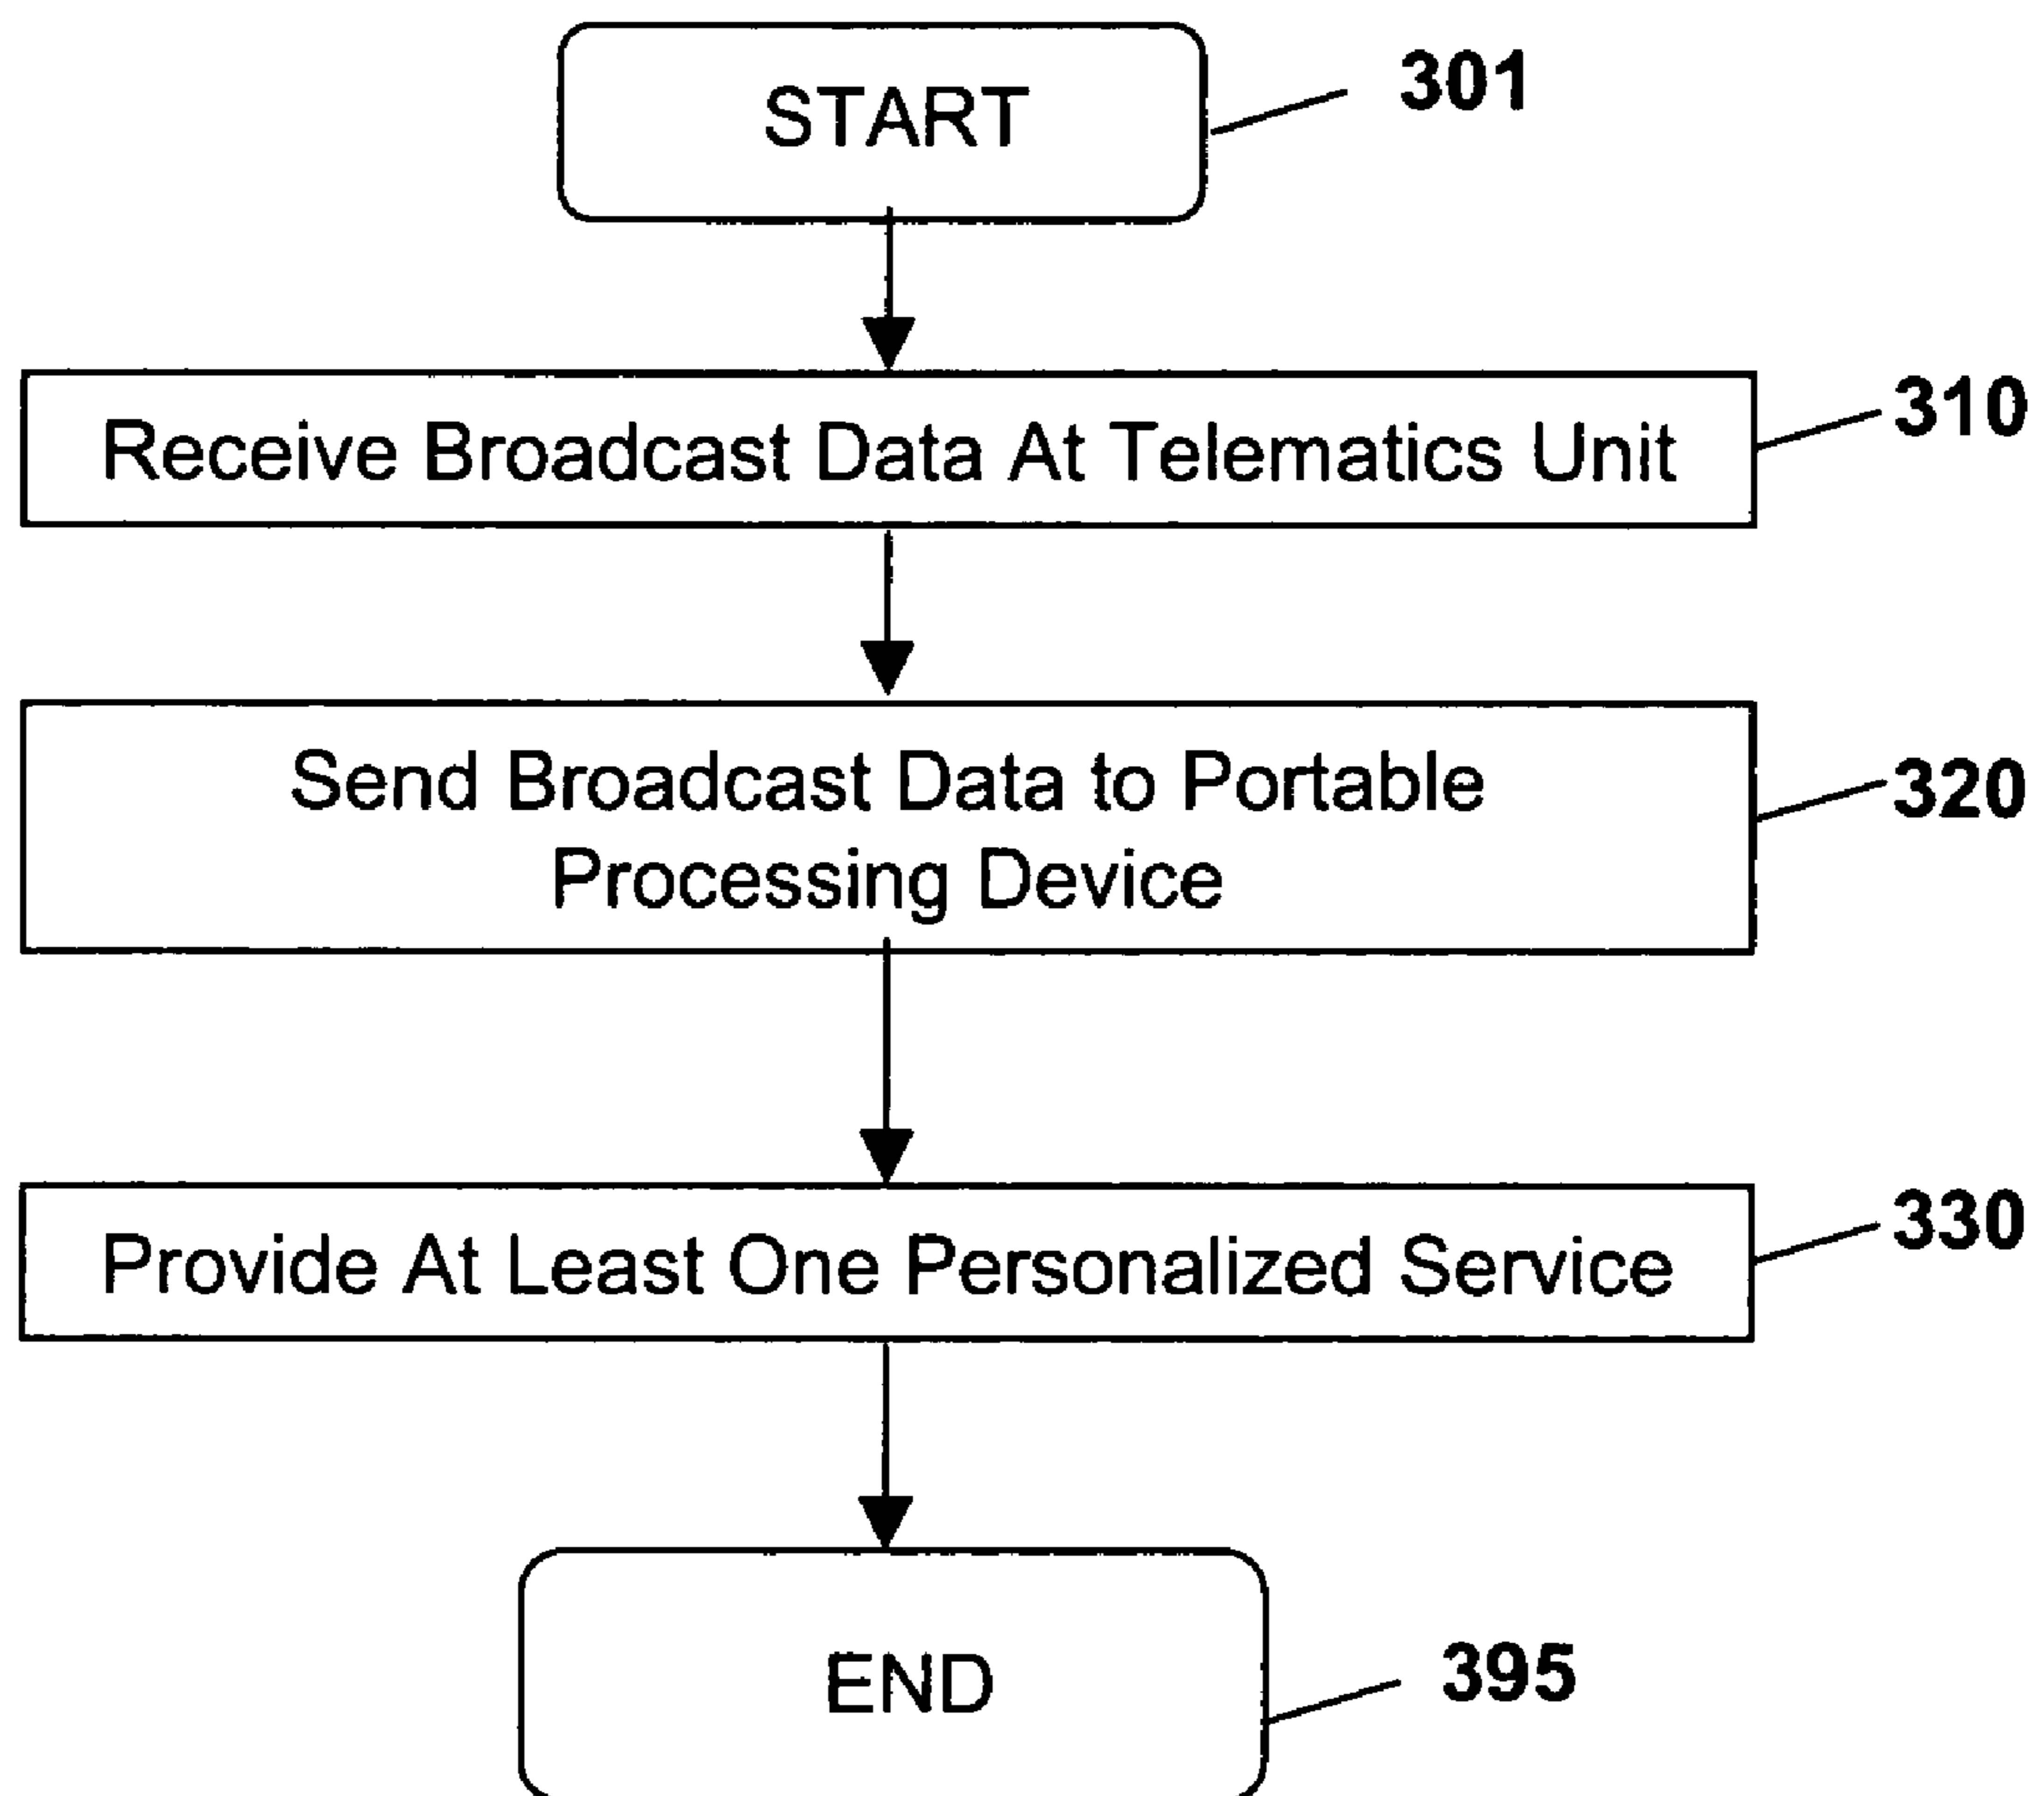 START
301
Receive Broadcast Data At Telematics Unit
310
Send Broadcast Data to Portable
Processing Device
320
Provide At Least One Personalized Service
330
END
395